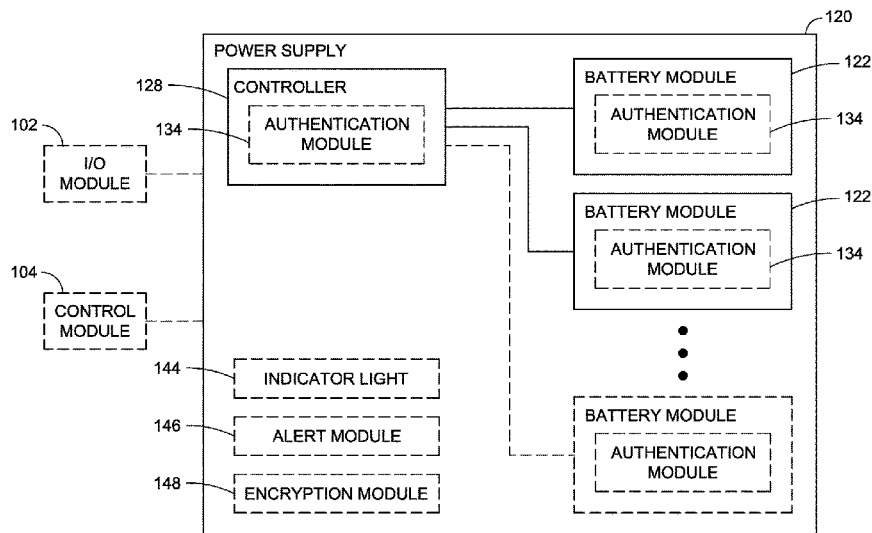 120
POWER SUPPLY
128
CONTROLLER
134
AUTHENTICATION
MODULE
102
I/O
MODULE
104
CONTROL
MODULE
BATTERY MODULE
122
AUTHENTICATION
MODULE
134
BATTERY MODULE
122
AUTHENTICATION
MODULE
134
144
INDICATOR LIGHT
146
ALERT MODULE
148
ENCRYPTION MODULE
BATTERY MODULE
AUTHENTICATION
MODULE